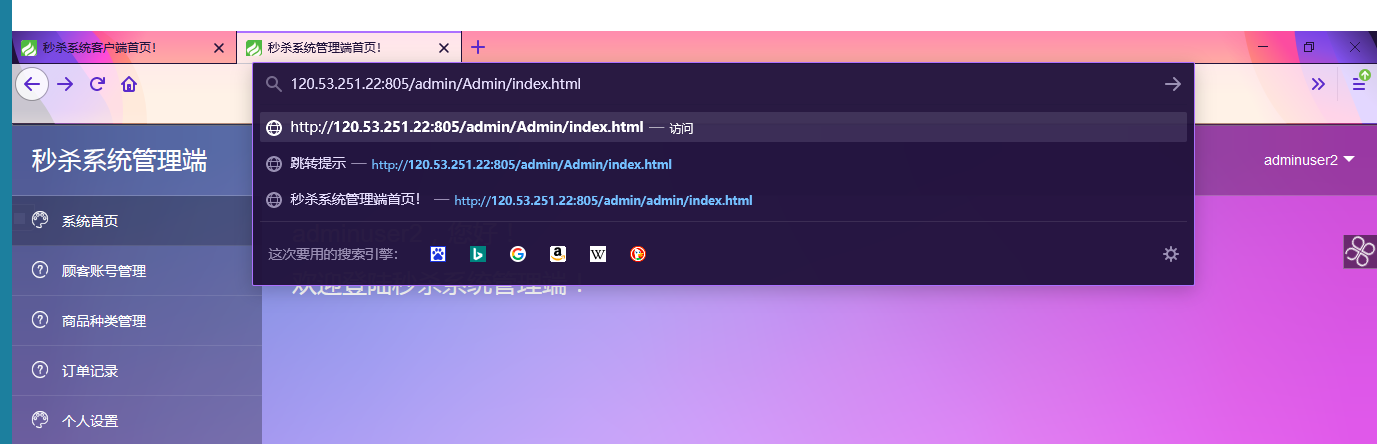 秒杀系统客户端首页!
秒杀系统管理端首页!
120.53.251.22:805/admin/Admin/index.html
http://120.53.251.22:805/admin/Admin/index.html — 访问
跳转提示 — http://120.53.251.22:805/admin/Admin/index.html
秒杀系统管理端首页! — http://120.53.251.22:805/admin/admin/index.html
这次要用的搜索引擎:
秒杀系统管理端
adminuser2
系统首页
顾客账号管理
商品种类管理
订单记录
个人设置
adminuser2，您好！
欢迎登陆秒杀系统管理端！